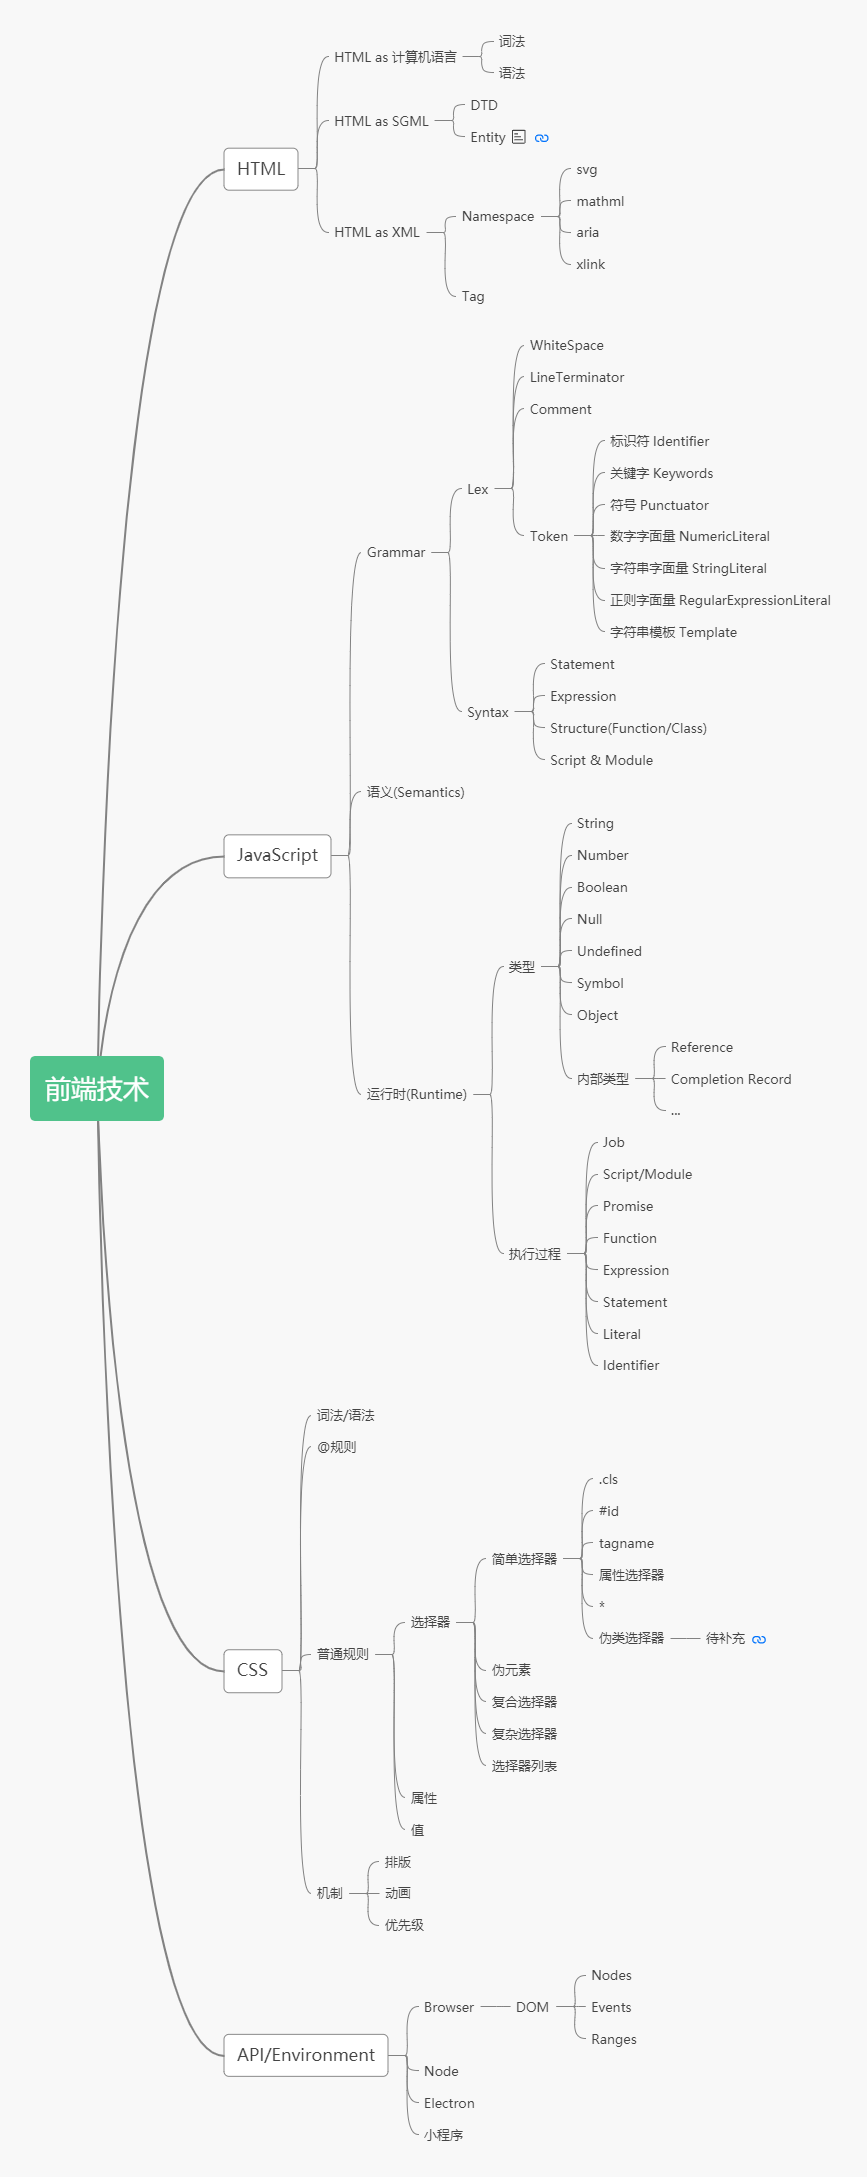 前端技术
HTML
HTML as 计算机语言
词法
语法
HTML as SGML
DTD
Entity
HTML as XML
Namespace
svg
mathml
aria
xlink
Tag
JavaScript
Grammar
Lex
WhiteSpace
LineTerminator
Comment
Token
标识符 Identifier
关键字 Keywords
符号 Punctuator
数字字面量 NumericLiteral
字符串字面量 StringLiteral
正则字面量 RegularExpressionLiteral
字符串模板 Template
Syntax
Statement
Expression
Structure(Function/Class)
Script & Module
语义(Semantics)
运行时(Runtime)
类型
String
Number
Boolean
Null
Undefined
Symbol
Object
内部类型
Reference
Completion Record
...
执行过程
Job
Script/Module
Promise
Function
Expression
Statement
Literal
Identifier
CSS
词法/语法
@规则
普通规则
选择器
简单选择器
.cls
#id
tagname
属性选择器
*
伪类选择器
待补充
伪元素
复合选择器
复杂选择器
选择器列表
属性
值
机制
排版
动画
优先级
API/Environment
Browser
DOM
Nodes
Events
Ranges
Node
Electron
小程序